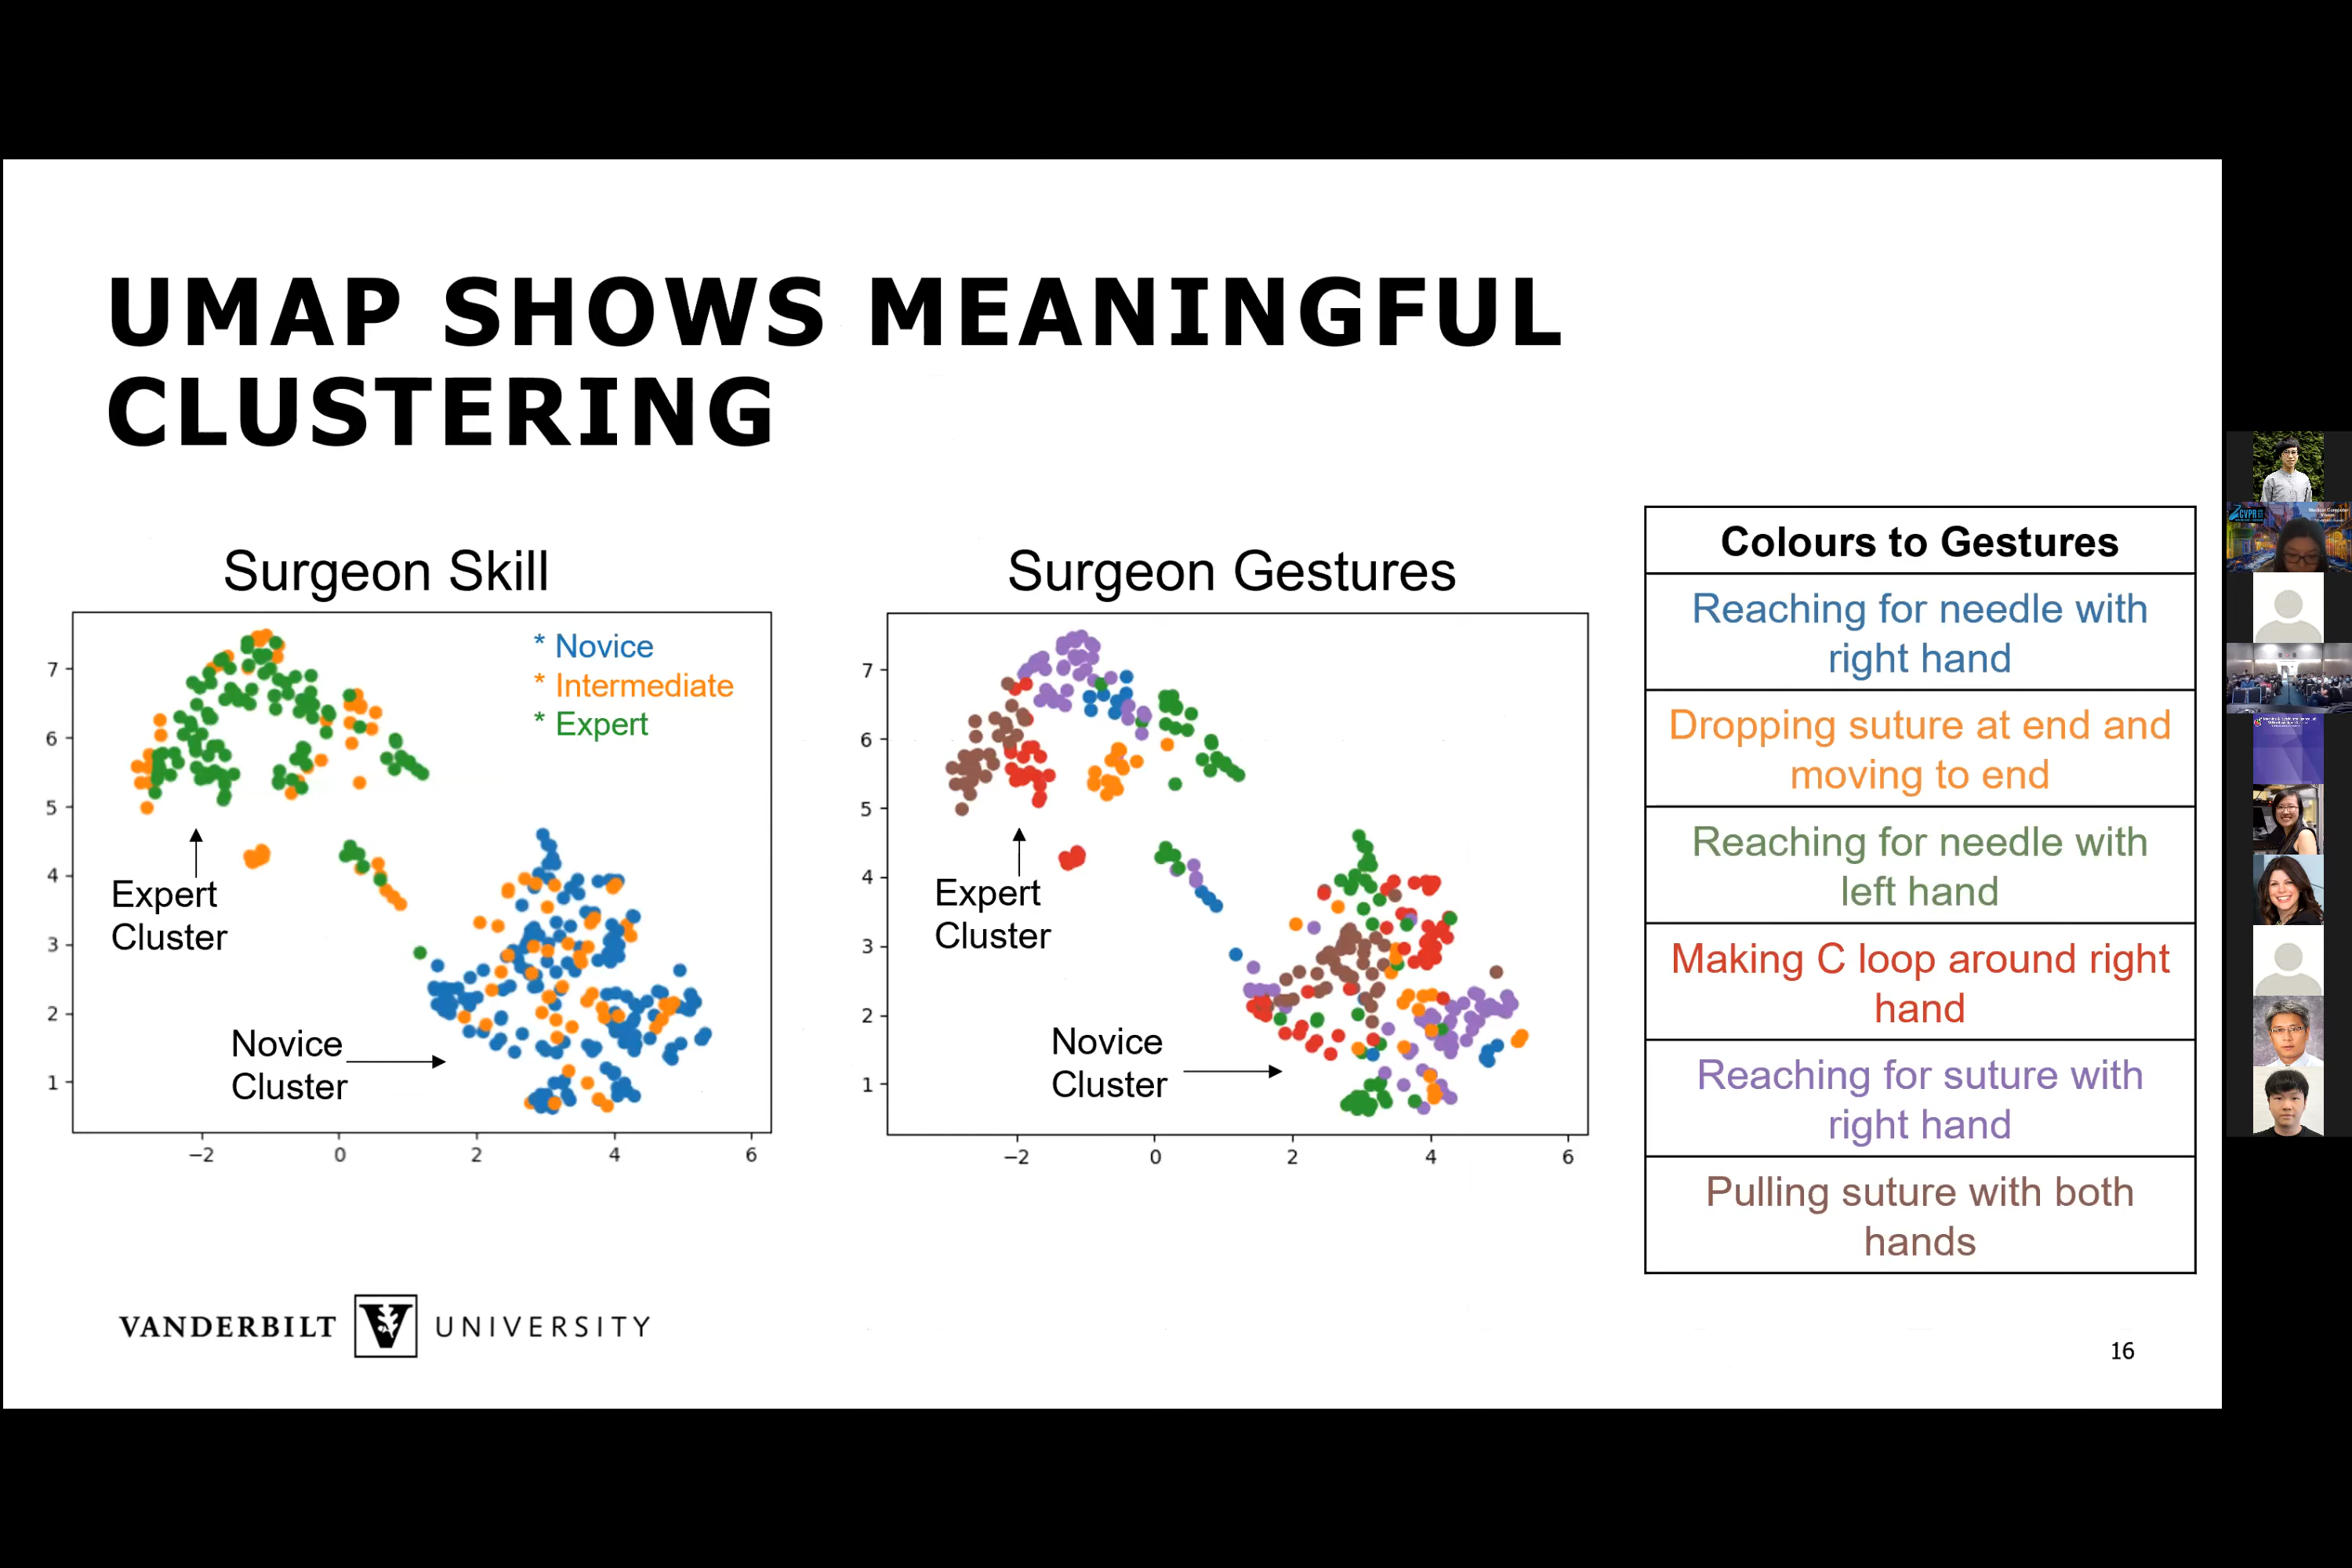 UMAP SHOWS MEANINGFUL
CLUSTERING
Surgeon Skill
7
6
5
4
3
2
1
−2
0
2
4
6
* Novice
* Intermediate
* Expert
Expert
Cluster
Novice
Cluster
Surgeon Gestures
7
6
5
4
3
2
1
−2
0
2
4
6
Expert
Cluster
Novice
Cluster
Colours to Gestures
Reaching for needle with
right hand
Dropping suture at end and
moving to end
Reaching for needle with
left hand
Making C loop around right
hand
Reaching for suture with
right hand
Pulling suture with both
hands
VANDERBILT V UNIVERSITY
16
CVPR
Medical Computer
Vision